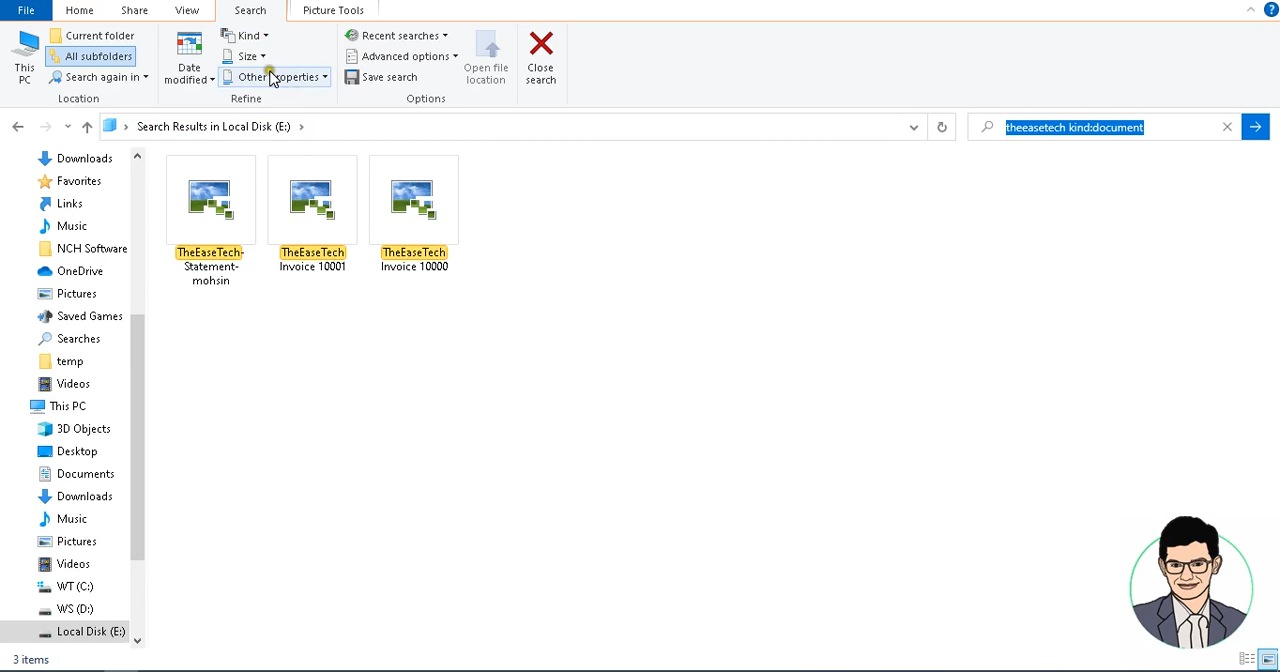 File
Home
Share
View
Search
Picture Tools
This PC
Current folder
All subfolders
Search again in
Location
Date modified
Kind
Size
Other properties
Refine
Recent searches
Advanced options
Save search
Options
Open file location
Close search
Search Results in Local Disk (E:)
theeasetech kind:document
Downloads
Favorites
Links
Music
NCH Software
OneDrive
Pictures
Saved Games
Searches
temp
Videos
This PC
3D Objects
Desktop
Documents
Downloads
Music
Pictures
Videos
WT (C:)
WS (D:)
Local Disk (E:)
TheEaseTech-
Statement-
mohsin
TheEaseTech
Invoice 10001
TheEaseTech
Invoice 10000
3 items